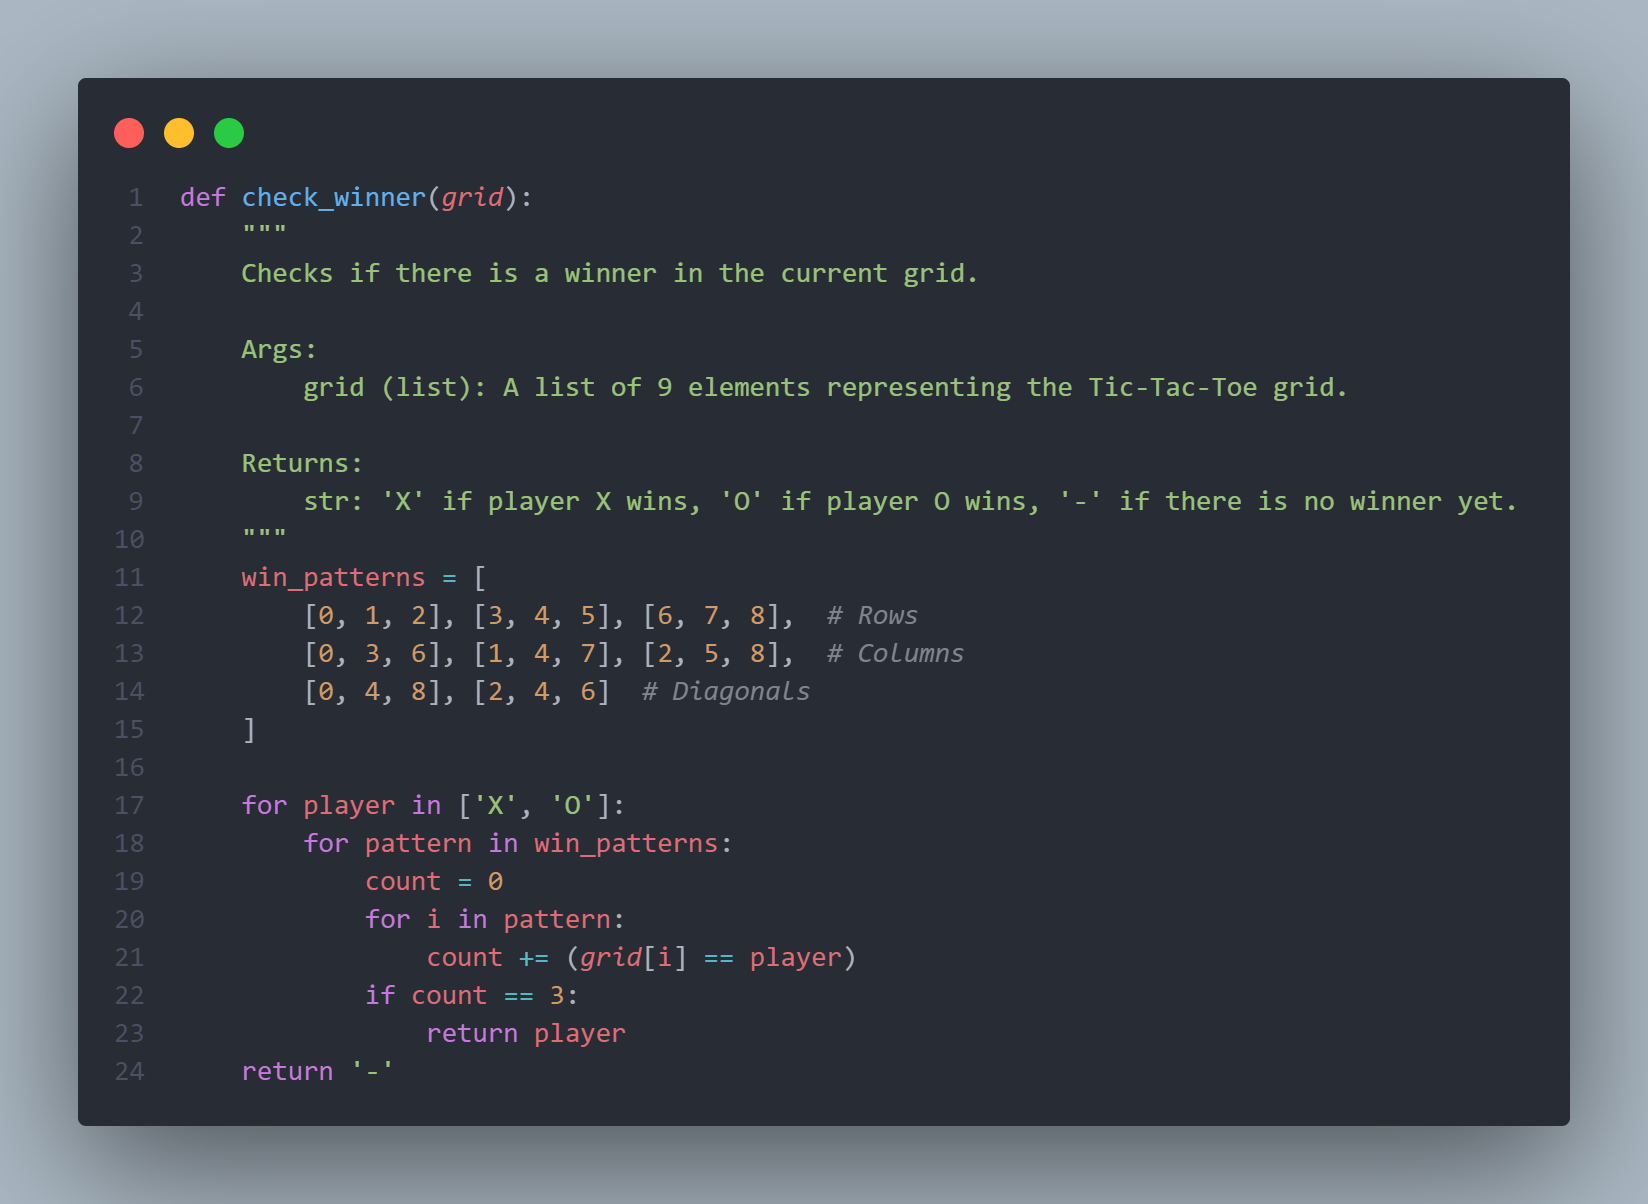 1 def check_winner(grid):
2     """
3     Checks if there is a winner in the current grid.
4
5     Args:
6         grid (list): A list of 9 elements representing the Tic-Tac-Toe grid.
7
8     Returns:
9         str: 'X' if player X wins, 'O' if player O wins, '-' if there is no winner yet.
10     """
11     win_patterns = [
12         [0, 1, 2], [3, 4, 5], [6, 7, 8],  # Rows
13         [0, 3, 6], [1, 4, 7], [2, 5, 8],  # Columns
14         [0, 4, 8], [2, 4, 6]  # Diagonals
15     ]
16
17     for player in ['X', 'O']:
18         for pattern in win_patterns:
19             count = 0
20             for i in pattern:
21                 count += (grid[i] == player)
22             if count == 3:
23                 return player
24     return '-'